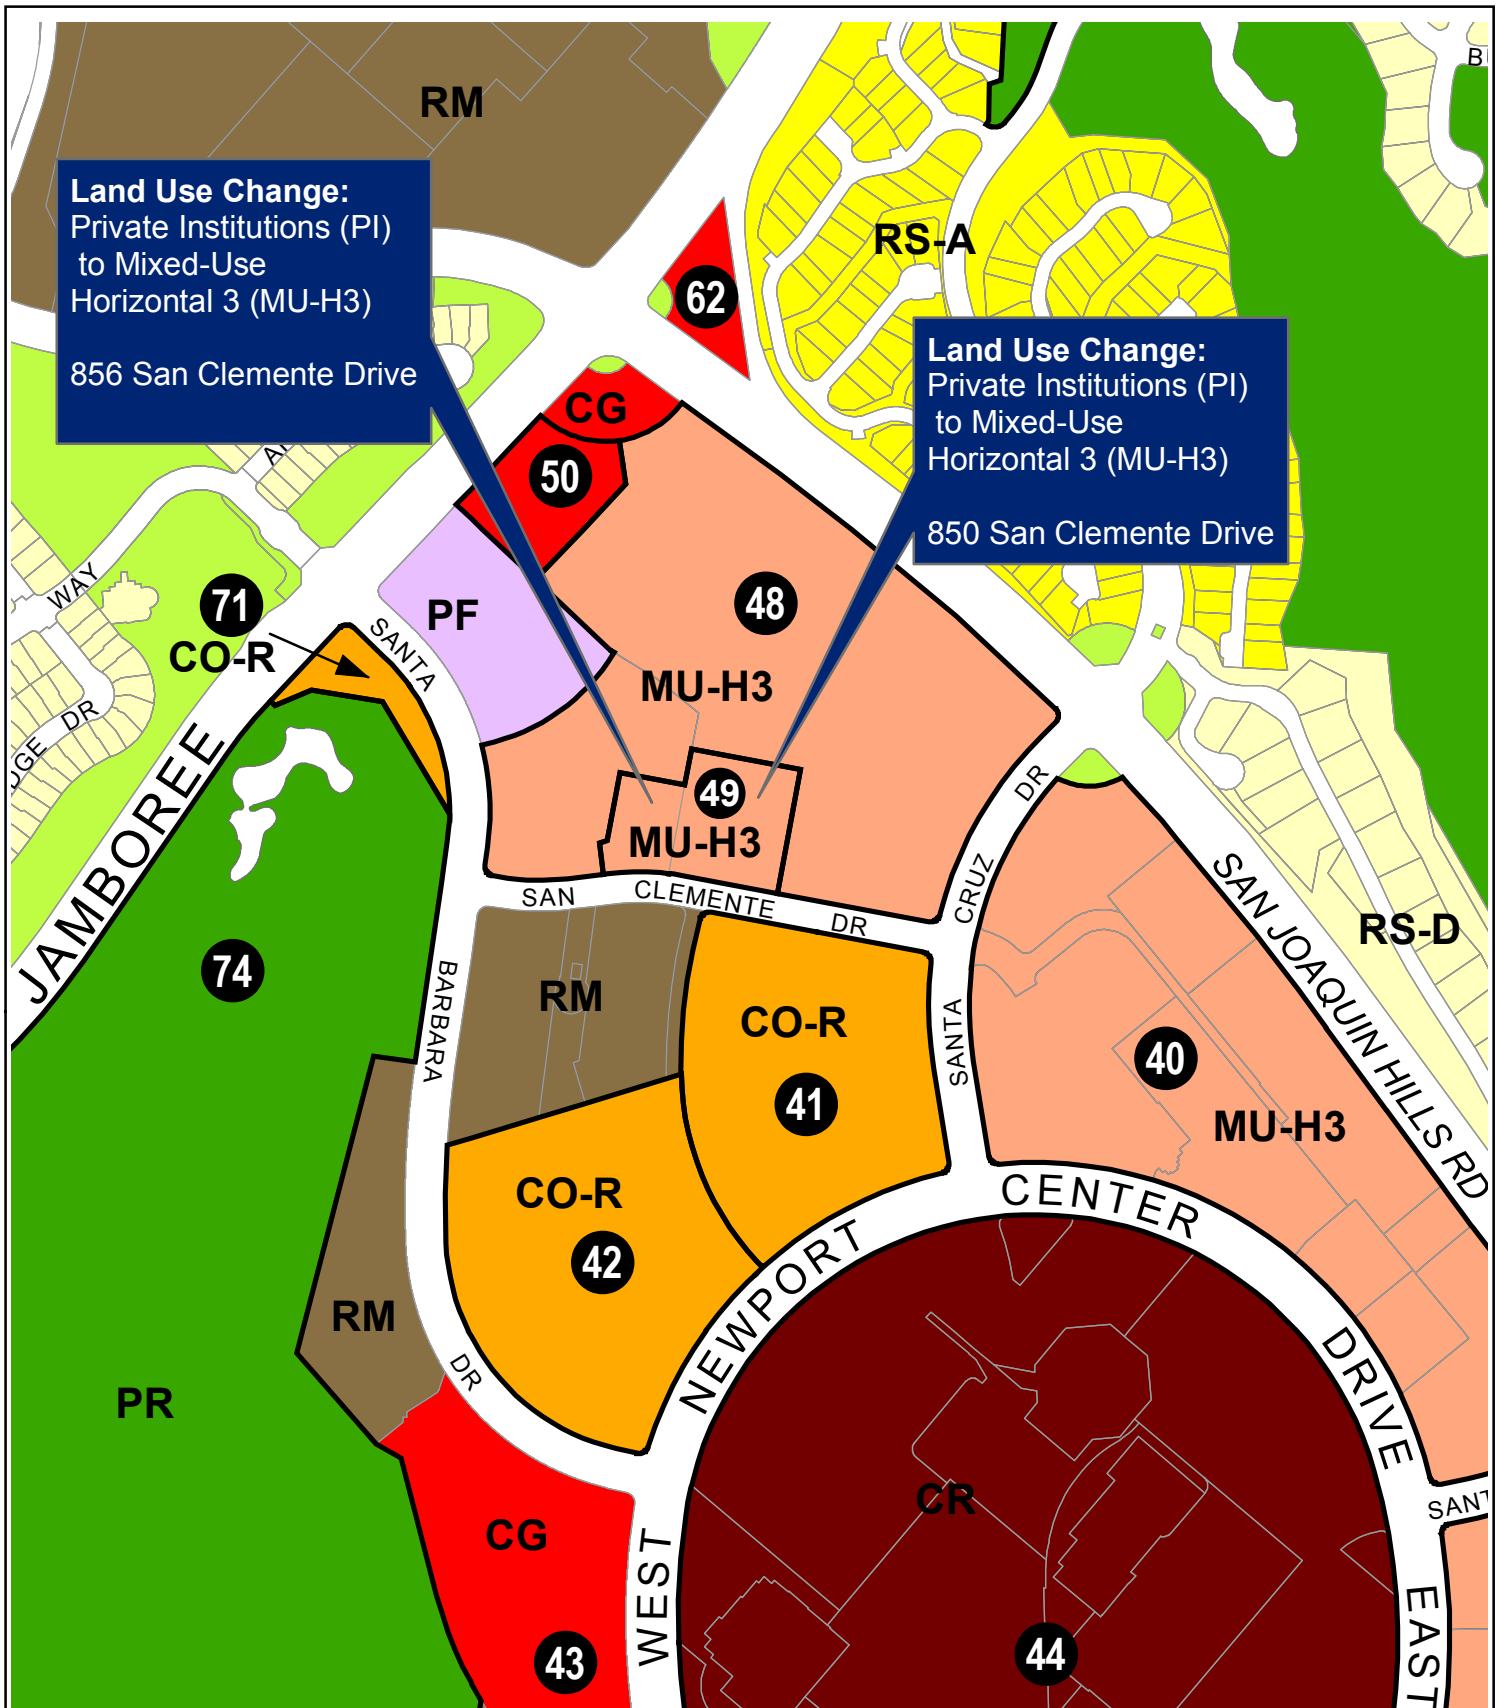 RM
B
Land Use Change:
Private Institutions (PI)
to Mixed-Use
Horizontal 3 (MU-H3)
856 San Clemente Drive
RS-A
62
Land Use Change:
Private Institutions (PI)
to Mixed-Use
Horizontal 3 (MU-H3)
850 San Clemente Drive
CG
50
WAY
71
CO-R
PF
48
SANTA
MU-H3
DR
JAMBOREE
49
MU-H3
DR
SAN CLEMENTE DR
CRUZ
SAN JOAQUIN HILLS RD
RS-D
74
BARBARA
RM
CO-R
41
SANTA
40
MU-H3
CO-R
42
NEWPORT CENTER DRIVE
RM
DR
PR
CR
SANT
CG
WEST
EAST
43
44